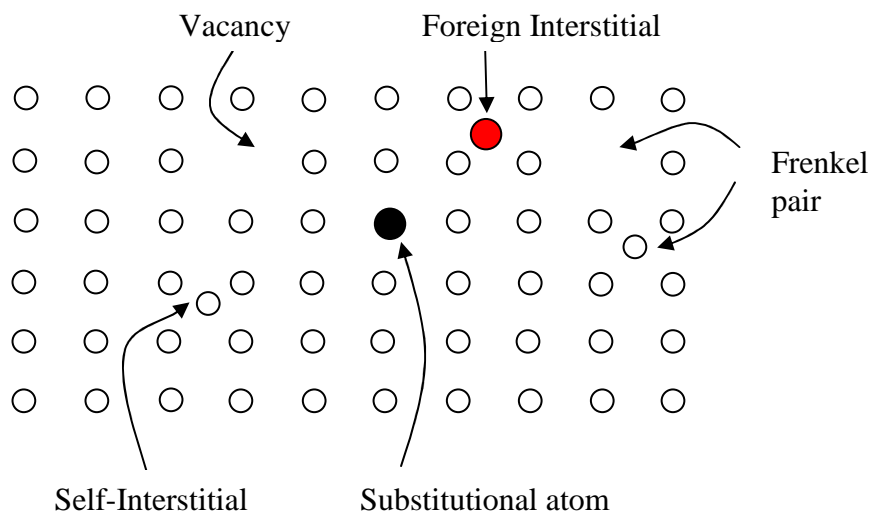 Vacancy
Foreign Interstitial
Frenkel
pair
Self-Interstitial
Substitutional atom